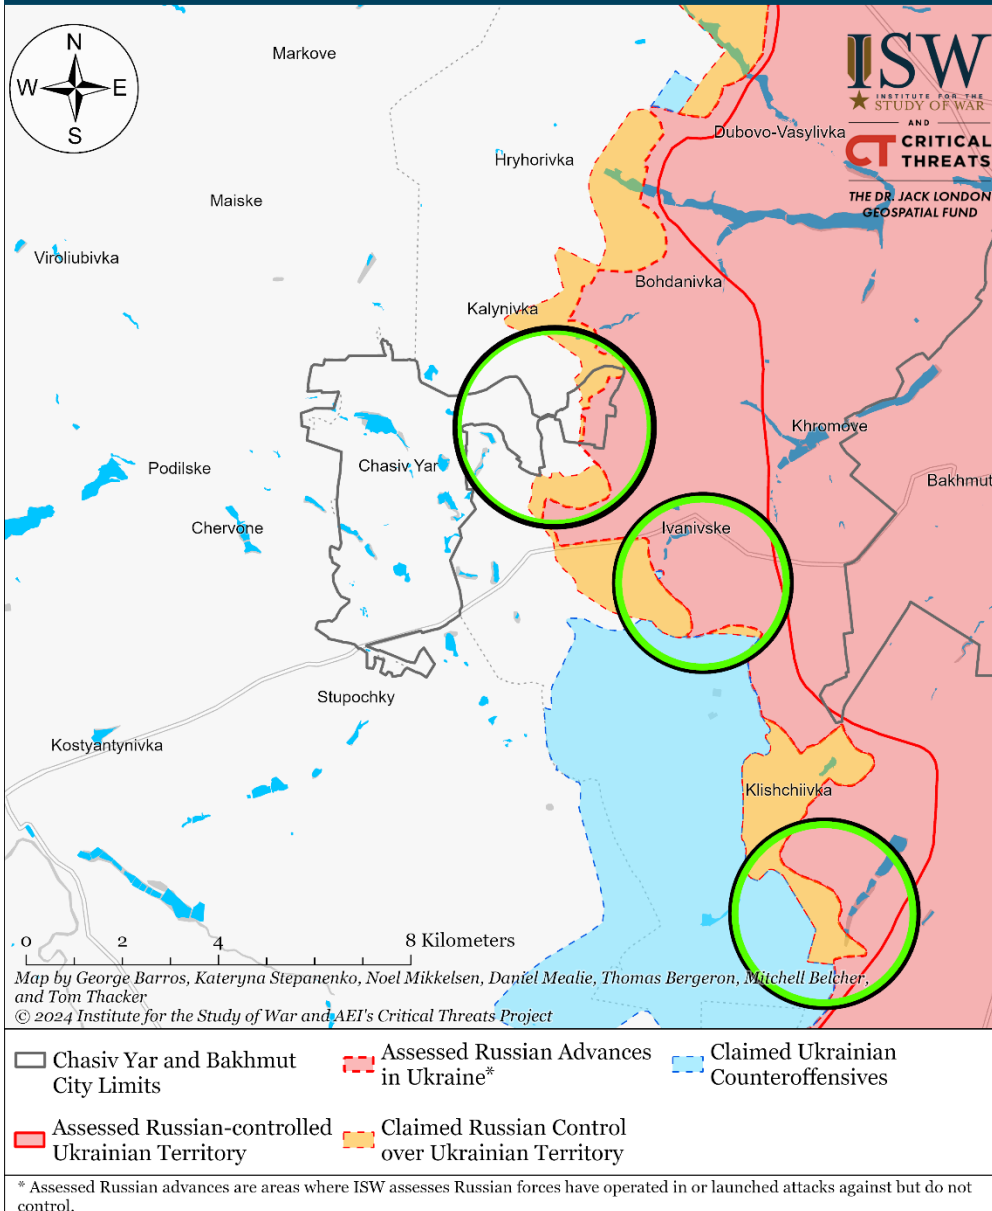 N
W E
S
Markove
ISW
INSTITUTE FOR THE
STUDY OF WAR
AND
CT CRITICAL
THREATS
THE DR. JACK LONDON
GEOSPATIAL FUND
Dubovo-Vasylivka
Hryhorivka
Maiske
Viroliubivka
Bohdanivka
Kalynivka
Khromove
Podilske
Chasiv Yar
Bakhmut
Chervone
Ivanivske
Stupochky
Kostyantynivka
Klishchiivka
0 2 4 8 Kilometers
Map by George Barros, Kateryna Stepanenko, Noel Mikkelsen, Daniel Mealie, Thomas Bergeron, Mitchell Belcher,
and Tom Thacker
© 2024 Institute for the Study of War and AEI's Critical Threats Project
Chasiv Yar and Bakhmut
City Limits
Assessed Russian Advances
in Ukraine*
Claimed Ukrainian
Counteroffensives
Assessed Russian-controlled
Ukrainian Territory
Claimed Russian Control
over Ukrainian Territory
* Assessed Russian advances are areas where ISW assesses Russian forces have operated in or launched attacks against but do not
control.